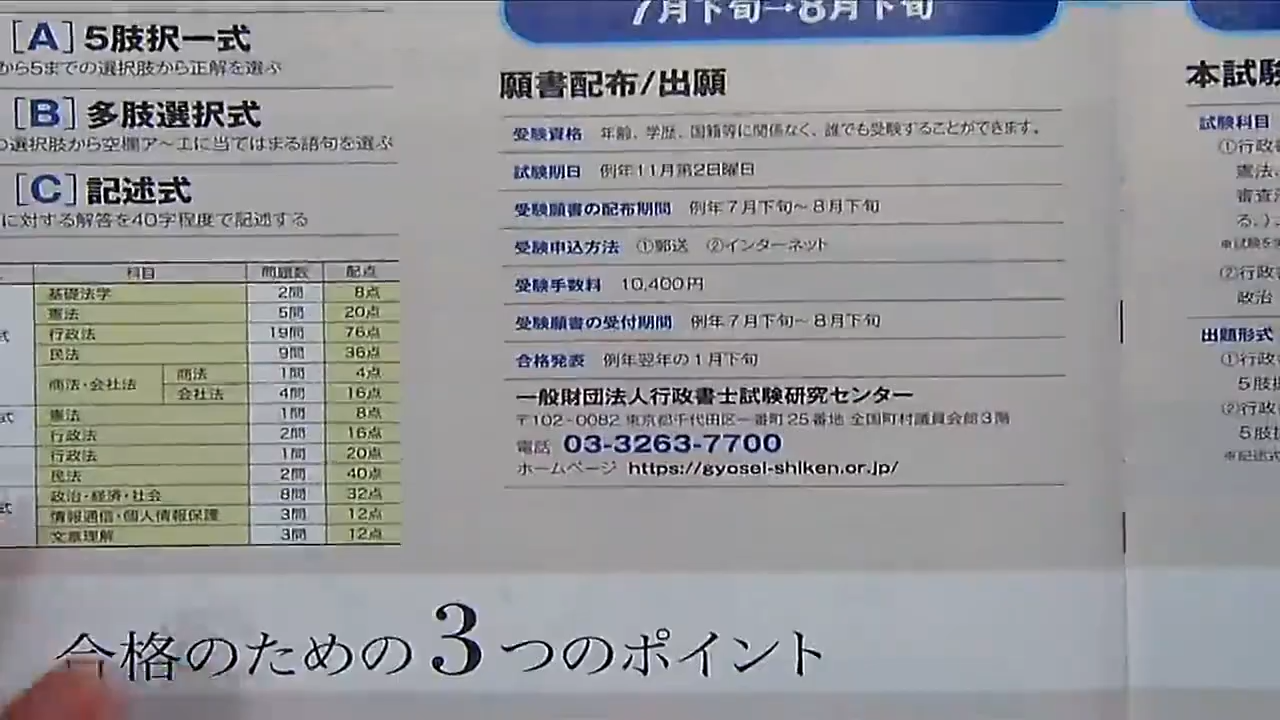 [A] 5肢択一式
から5までの選択肢から正解を選ぶ
[B] 多肢選択式
の選択肢から空欄ア～エに当てはまる語句を選ぶ
[C] 記述式
に対する解答を40字程度で記述する
科目 問題数 配点
基礎法学 2問 8点
憲法 5問 20点
行政法 19問 76点
民法 9問 36点
商法・会社法 商法 1問 4点
会社法 4問 16点
憲法 1問 8点
行政法 2問 16点
行政法 1問 20点
民法 2問 40点
政治・経済・社会 8問 32点
情報通信・個人情報保護 3問 12点
文章理解 3問 12点
7月下旬→8月下旬
願書配布/出願
受験資格 年齢、学歴、国籍等に関係なく、誰でも受験することができます。
試験期日 例年11月第2日曜日
受験願書の配布期間 例年7月下旬～8月下旬
受験申込方法 ①郵送 ②インターネット
受験手数料 10,400円
受験願書の受付期間 例年7月下旬～8月下旬
合格発表 例年翌年の1月下旬
一般財団法人行政書士試験研究センター
〒102-0082 東京都千代田区一番町25番地 全国町村議員会館3階
電話 03-3263-7700
ホームページ https://gyosei-shiken.or.jp/
本試験
試験科目
①行政書
憲法、
審査
る。)、
※試験を実
②行政書
政治
出題形式
①行政
5肢択
②行政
5肢択
※記述式
合格のための3つのポイント